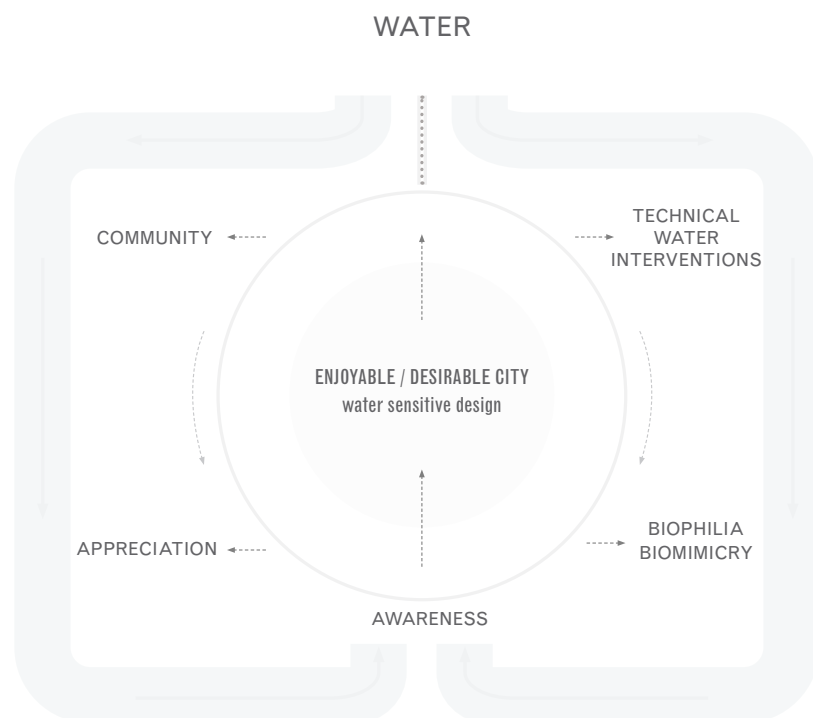 WATER
COMMUNITY
TECHNICAL
WATER
INTERVENTIONS
ENJOYABLE / DESIRABLE CITY
water sensitive design
APPRECIATION
BIOPHILIA
BIOMIMICRY
AWARENESS